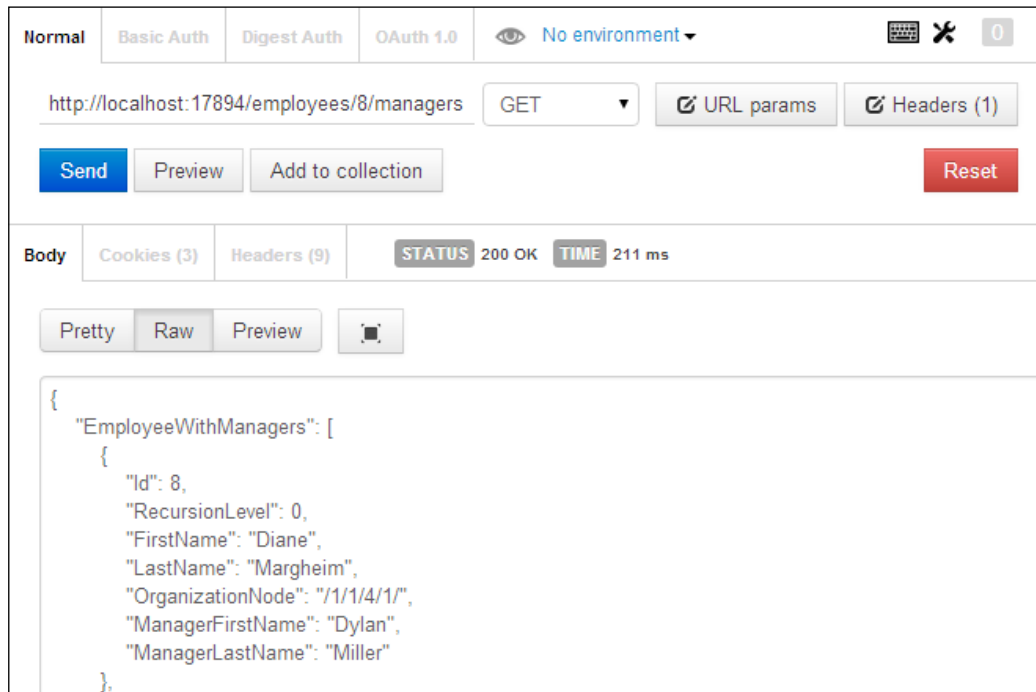 Normal Basic Auth Digest Auth OAuth 1.0 No environment 0
http://localhost:17894/employees/8/managers GET URL params Headers (1)
Send Preview Add to collection Reset
Body Cookies (3) Headers (9) STATUS 200 OK TIME 211 ms
Pretty Raw Preview
{
"EmployeeWithManagers": [
{
"Id": 8,
"RecursionLevel": 0,
"FirstName": "Diane",
"LastName": "Margheim",
"OrganizationNode": "/1/1/4/1/",
"ManagerFirstName": "Dylan",
"ManagerLastName": "Miller"
},